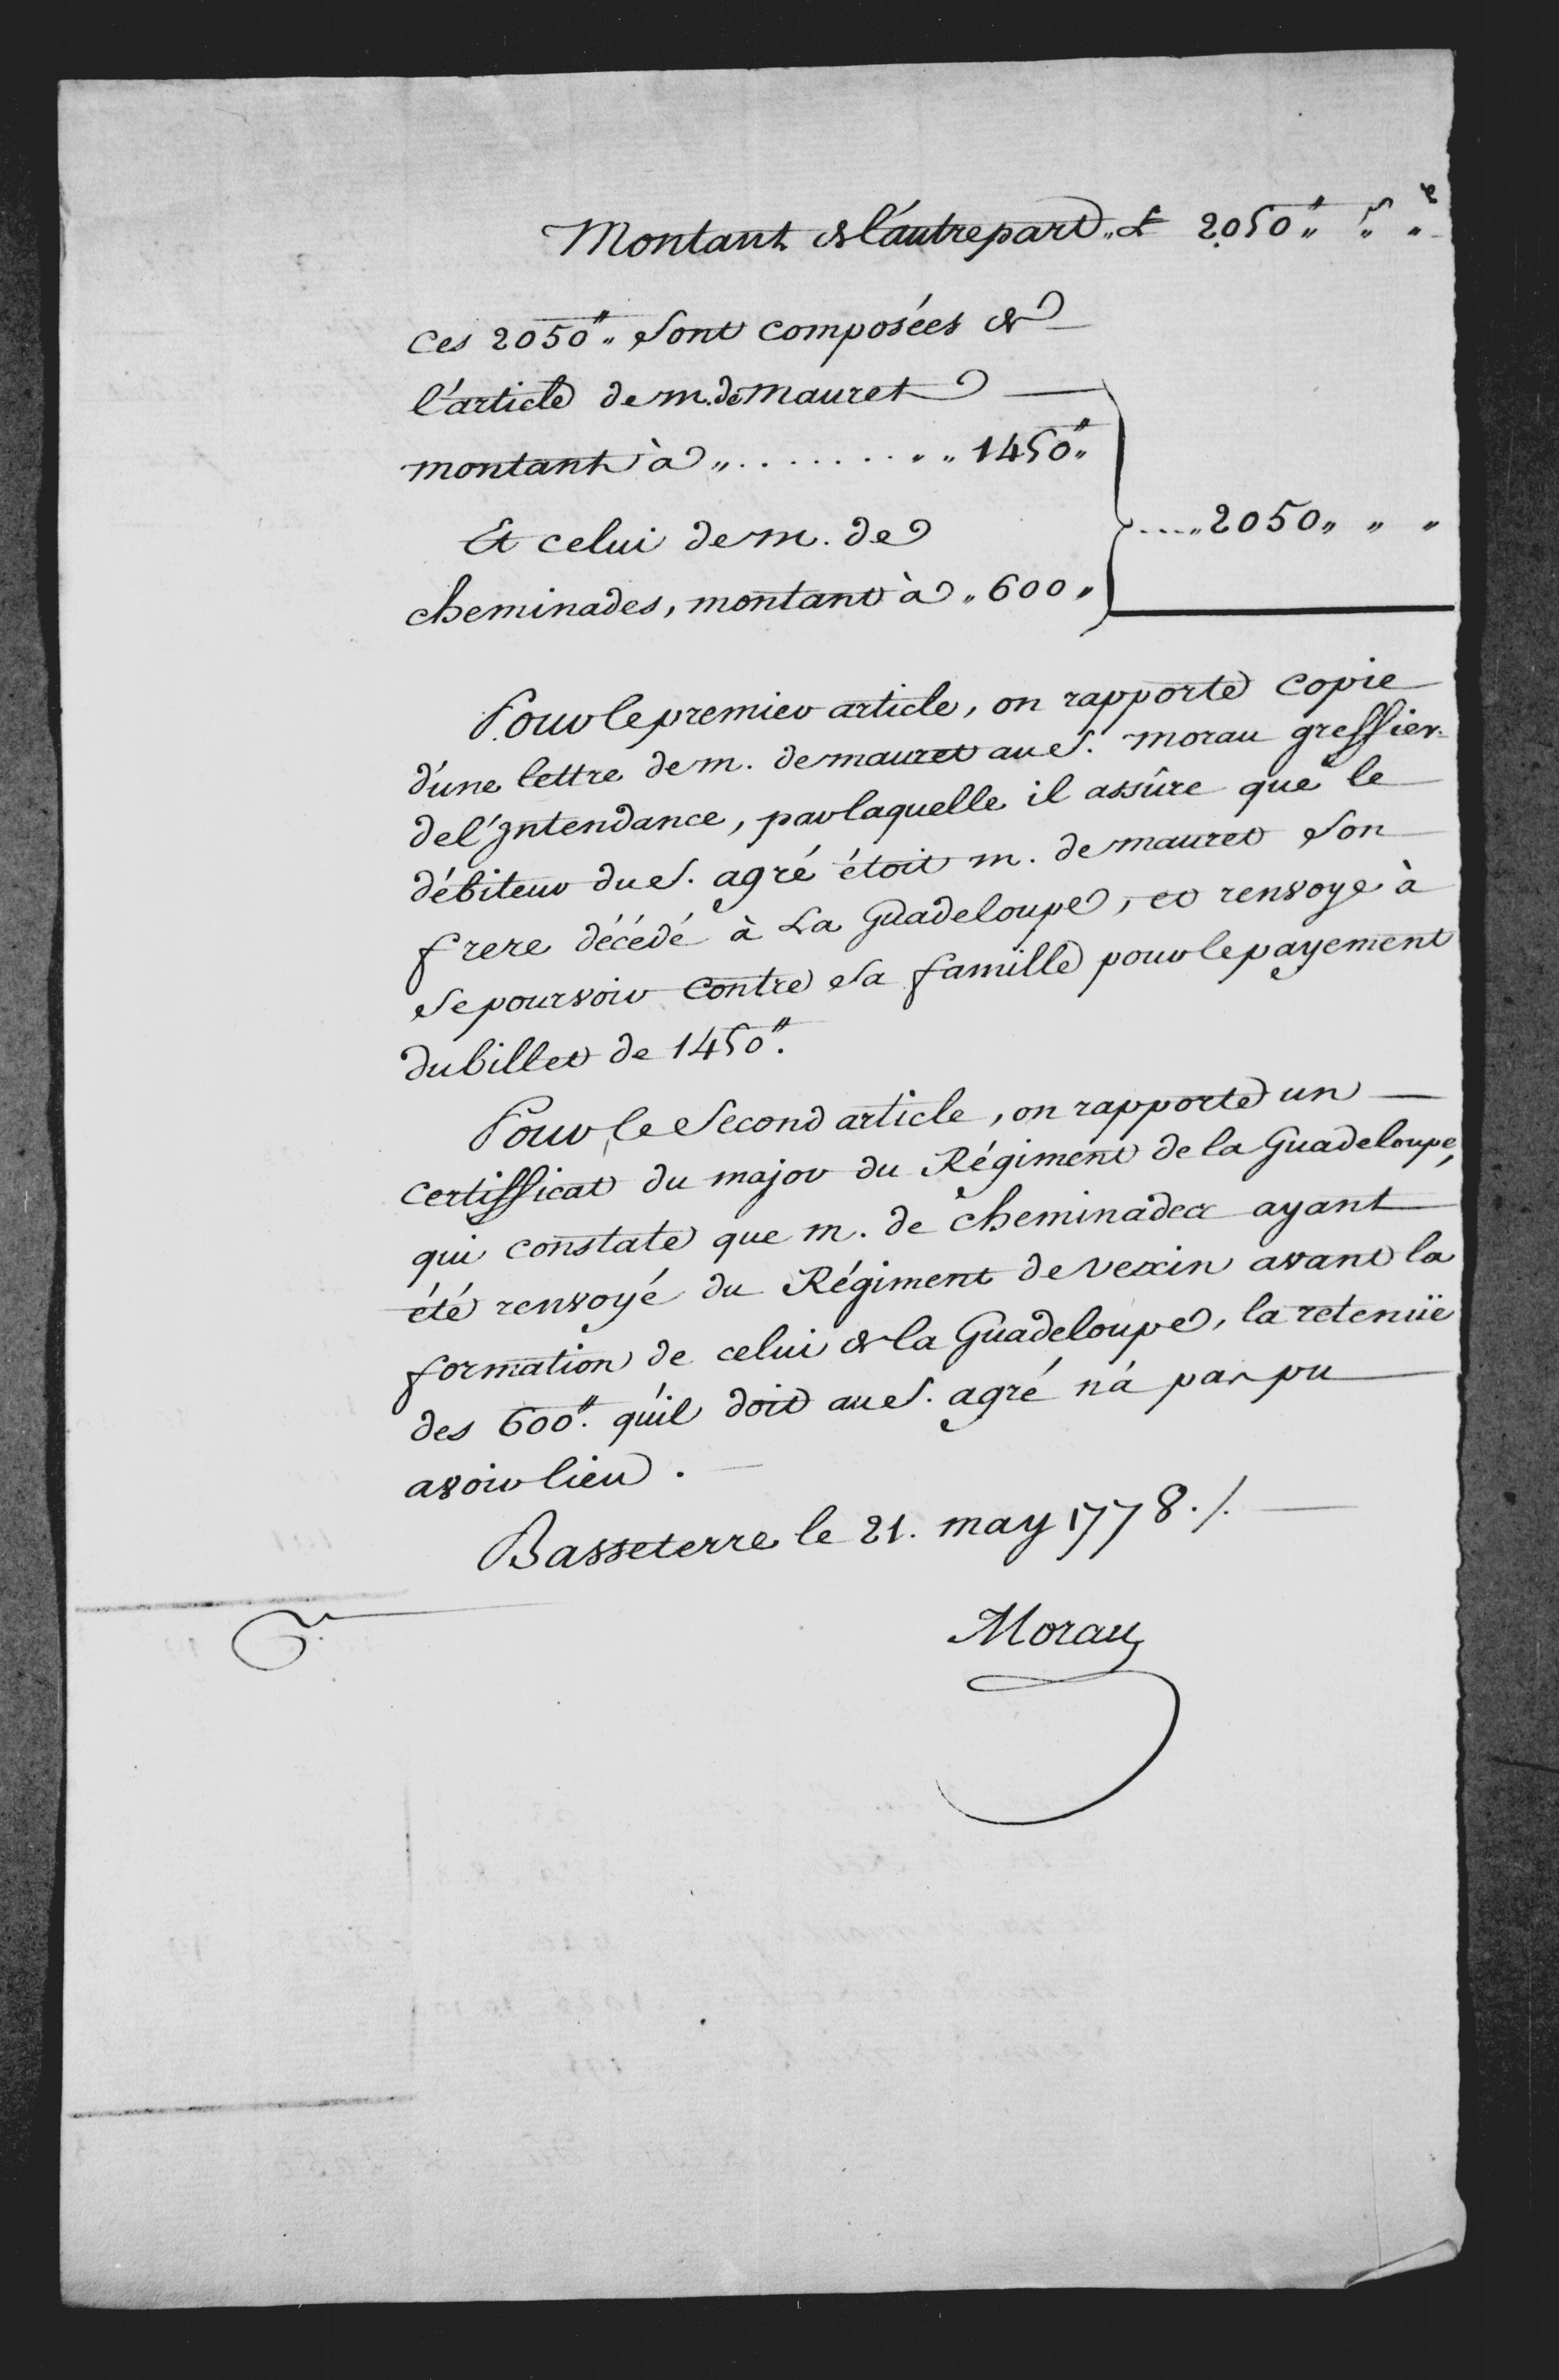 Montant de l'autre part. £ 2050 ₶ „ s „ d
Ces 2050 ₶ „ sont composées de
l'article de m. de mauret
montant à „ . . . . . . . „ „ 1450 ₶ „
Et celui de m. de
cheminades, montant à „ 600 „
. . . . „ 2050 „ „ „
Pour le premier article, on rapporte copie
d'une lettre de m. de mauret au S. morau greffier
de l'Intendance, par laquelle il assûre que le
débiteur du S. agré étoit m. de mauret son
frere décédé à La Guadeloupe, et renvoye à
se pourvoir contre sa famille pour le payement
du billet de 1450 ₶.
Pour le Second article, on rapporte un
certifficat du major du Régiment de la Guadeloupe,
qui constate que m. de cheminades ayant
été renvoyé du Régiment de vexin avant la
formation de celui de la Guadeloupe, la retenüe
des 600 ₶. qu'il doit au S. agré n'a pas pu
avoir lieu.
Basseterre le 21. may 1778. /.
Morau